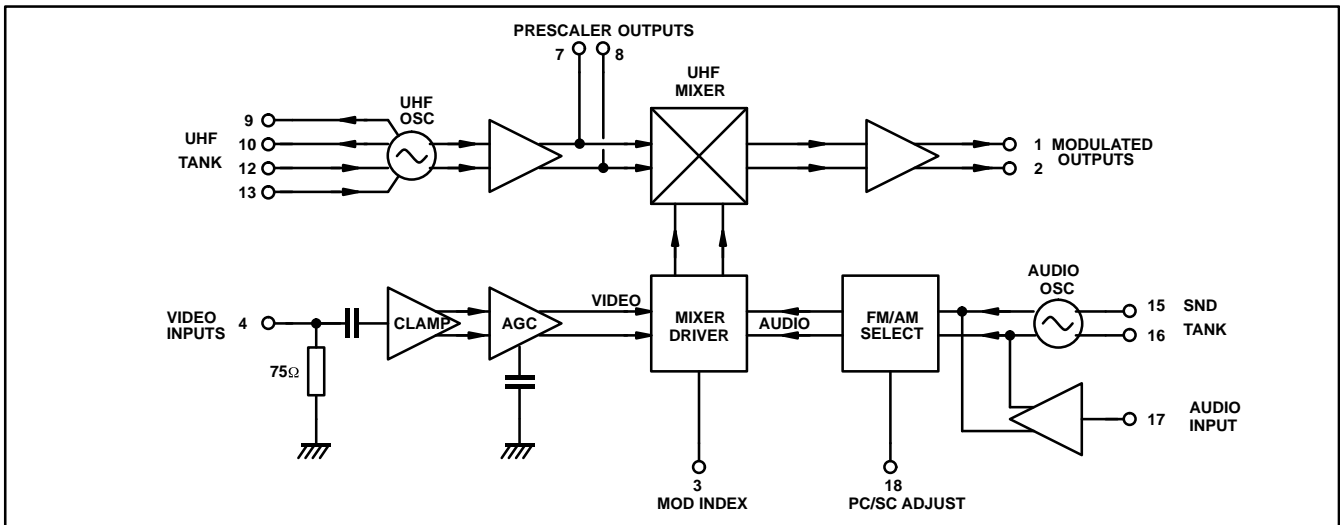 PRESCALER OUTPUTS
7 8
UHF
MIXER
UHF
OSC
9
UHF 10
TANK 12
13
1 MODULATED
OUTPUTS
2
AUDIO
OSC
VIDEO
INPUTS 4
CLAMP
AGC
VIDEO
MIXER
DRIVER
AUDIO
FM/AM
SELECT
15 SND
16 TANK
75Ω
17 AUDIO
INPUT
3
MOD INDEX
18
PC/SC ADJUST